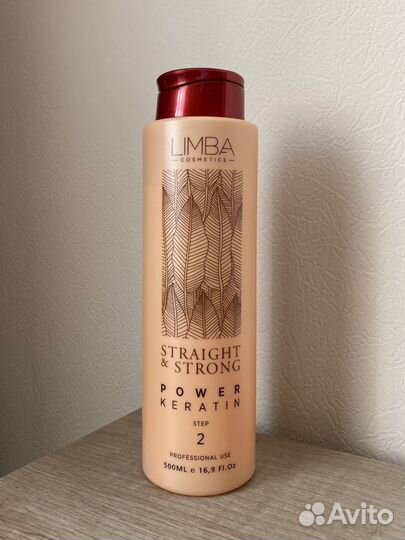 LIMBA
COSMETICS
STRAIGHT
& STRONG
POWER
KERATIN
STEP
2
PROFESSIONAL USE
500ML e 16,9 Fl.Oz
Avito